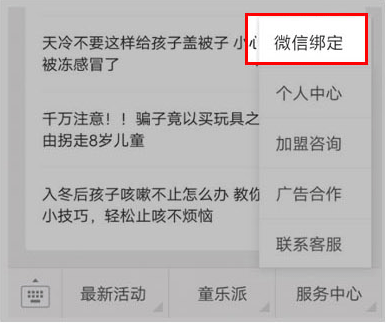 天冷不要这样给孩子盖被子 小心
被冻感冒了
千万注意！！骗子竟以买玩具之
由拐走8岁儿童
入冬后孩子咳嗽不止怎么办 教你
小技巧，轻松止咳不烦恼
微信绑定
个人中心
加盟咨询
广告合作
联系客服
最新活动
童乐派
服务中心